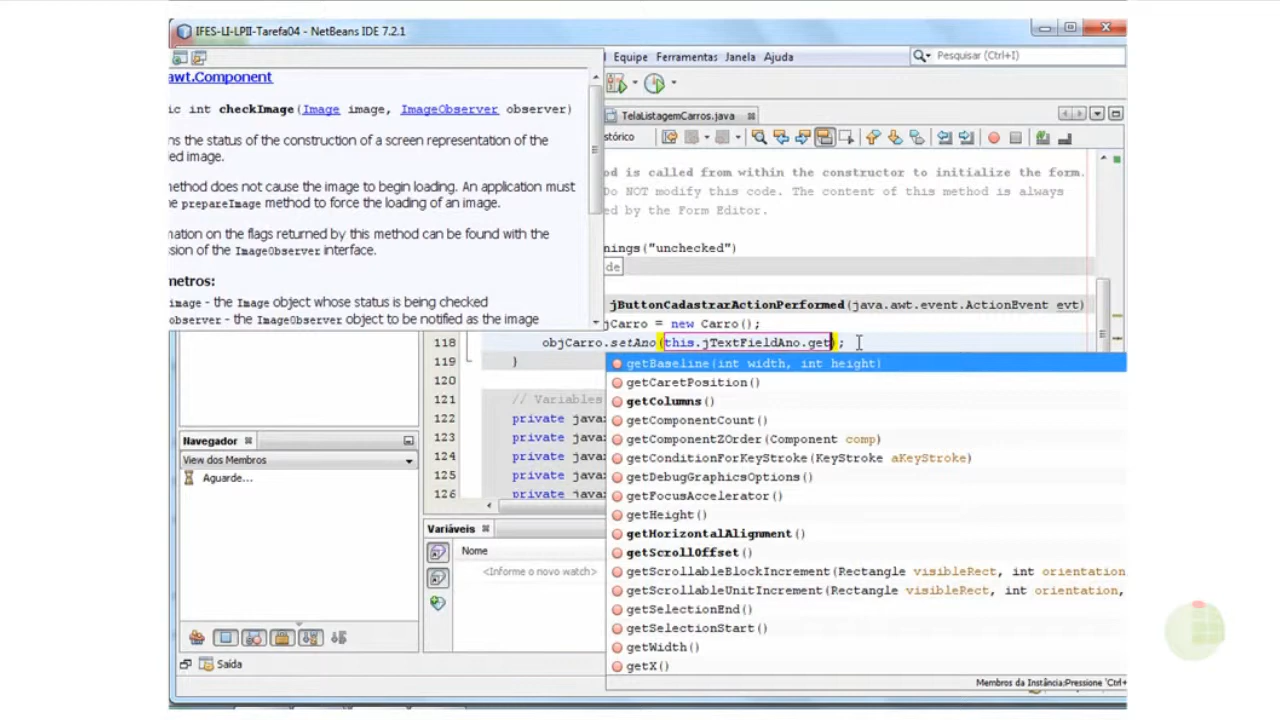 IFES-LI-LPII-Tarefa04 - NetBeans IDE 7.2.1
Equipe Ferramentas Janela Ajuda
Pesquisar (Ctrl+I)
awt.Component
ic int checkImage(Image image, ImageObserver observer)
ns the status of the construction of a screen representation of the
ed image.
method does not cause the image to begin loading. An application must
e prepareImage method to force the loading of an image.
mation on the flags returned by this method can be found with the
sion of the ImageObserver interface.
metros:
image - the Image object whose status is being checked
observer - the ImageObserver object to be notified as the image
TelaListagemCarros.java
stórico
od is called from within the constructor to initialize the form.
Do NOT modify this code. The content of this method is always
ed by the Form Editor.
nings("unchecked")
de
jButtonCadastrarActionPerformed(java.awt.event.ActionEvent evt)
jCarro = new Carro();
118 objCarro.setAno(this.jTextFieldAno.get);
119 }
120
121 // Variables
122 private java
123 private java
124 private java
125 private java
126 private java
getBaseline(int width, int height)
getCaretPosition()
getColumns()
getComponentCount()
getComponentZOrder(Component comp)
getConditionForKeyStroke(KeyStroke aKeyStroke)
getDebugGraphicsOptions()
getFocusAccelerator()
getHeight()
getHorizontalAlignment()
getScrollOffset()
getScrollableBlockIncrement(Rectangle visibleRect, int orientation
getScrollableUnitIncrement(Rectangle visibleRect, int orientation,
getSelectionEnd()
getSelectionStart()
getWidth()
getX()
Membros da Instância;Pressione 'Ctrl+
Navegador
View dos Membros
Aguarde...
Variáveis
Nome
<Informe o novo watch>
Saída